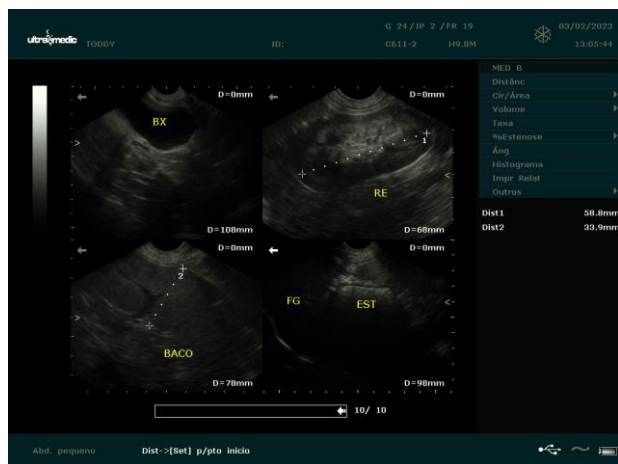 ultramedic TODDY ID: G 24/IP 2 /FR 19 03/02/2023
C611-2 H9.0M 13:05:44
MED B
Distânc
Cir/Área
Volume
Taxa
%Estenose
Âng
Histograma
Impr Relat
Outros
Dist1 58.8mm
Dist2 33.9mm
D=0mm
BX
D=108mm
D=0mm
1
RE
D=68mm
D=0mm
2
BACO
D=78mm
D=0mm
FG EST
D=98mm
10/ 10
Abd. pequeno Dist->[Set] p/pto início